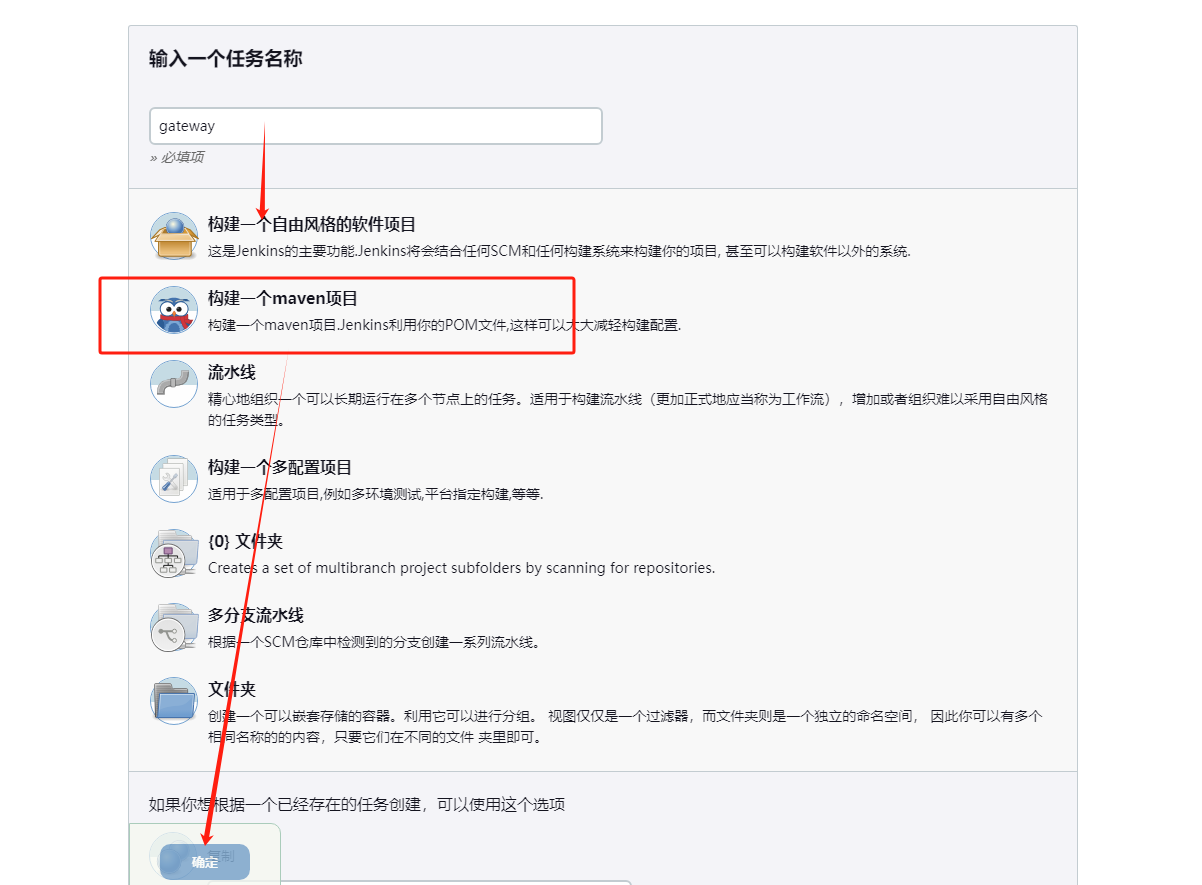 输入一个任务名称
gateway
» 必填项
构建一个自由风格的软件项目
这是Jenkins的主要功能.Jenkins将会结合任何SCM和任何构建系统来构建你的项目, 甚至可以构建软件以外的系统.
构建一个maven项目
构建一个maven项目.Jenkins利用你的POM文件,这样可以大大减轻构建配置.
流水线
精心地组织一个可以长期运行在多个节点上的任务。适用于构建流水线（更加正式地应当称为工作流），增加或者组织难以采用自由风格
的任务类型。
构建一个多配置项目
适用于多配置项目,例如多环境测试,平台指定构建,等等.
{0} 文件夹
Creates a set of multibranch project subfolders by scanning for repositories.
多分支流水线
根据一个SCM仓库中检测到的分支创建一系列流水线。
文件夹
创建一个可以嵌套存储的容器。利用它可以进行分组。 视图仅仅是一个过滤器，而文件夹则是一个独立的命名空间， 因此你可以有多个
相同名称的的内容，只要它们在不同的文件 夹里即可。
如果你想根据一个已经存在的任务创建，可以使用这个选项
复制
确定